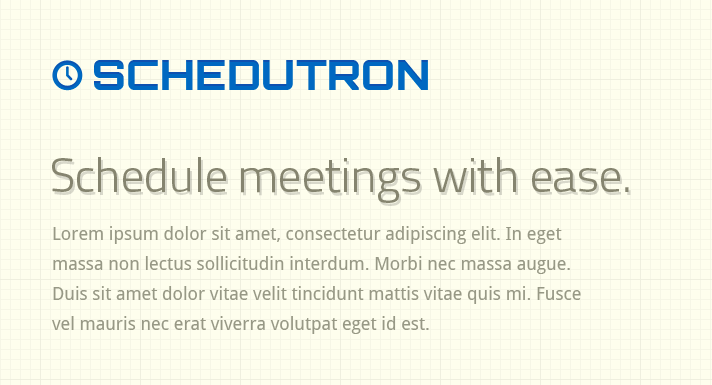 SCHEDUTRON
Schedule meetings with ease.
Lorem ipsum dolor sit amet, consectetur adipiscing elit. In eget
massa non lectus sollicitudin interdum. Morbi nec massa augue.
Duis sit amet dolor vitae velit tincidunt mattis vitae quis mi. Fusce
vel mauris nec erat viverra volutpat eget id est.